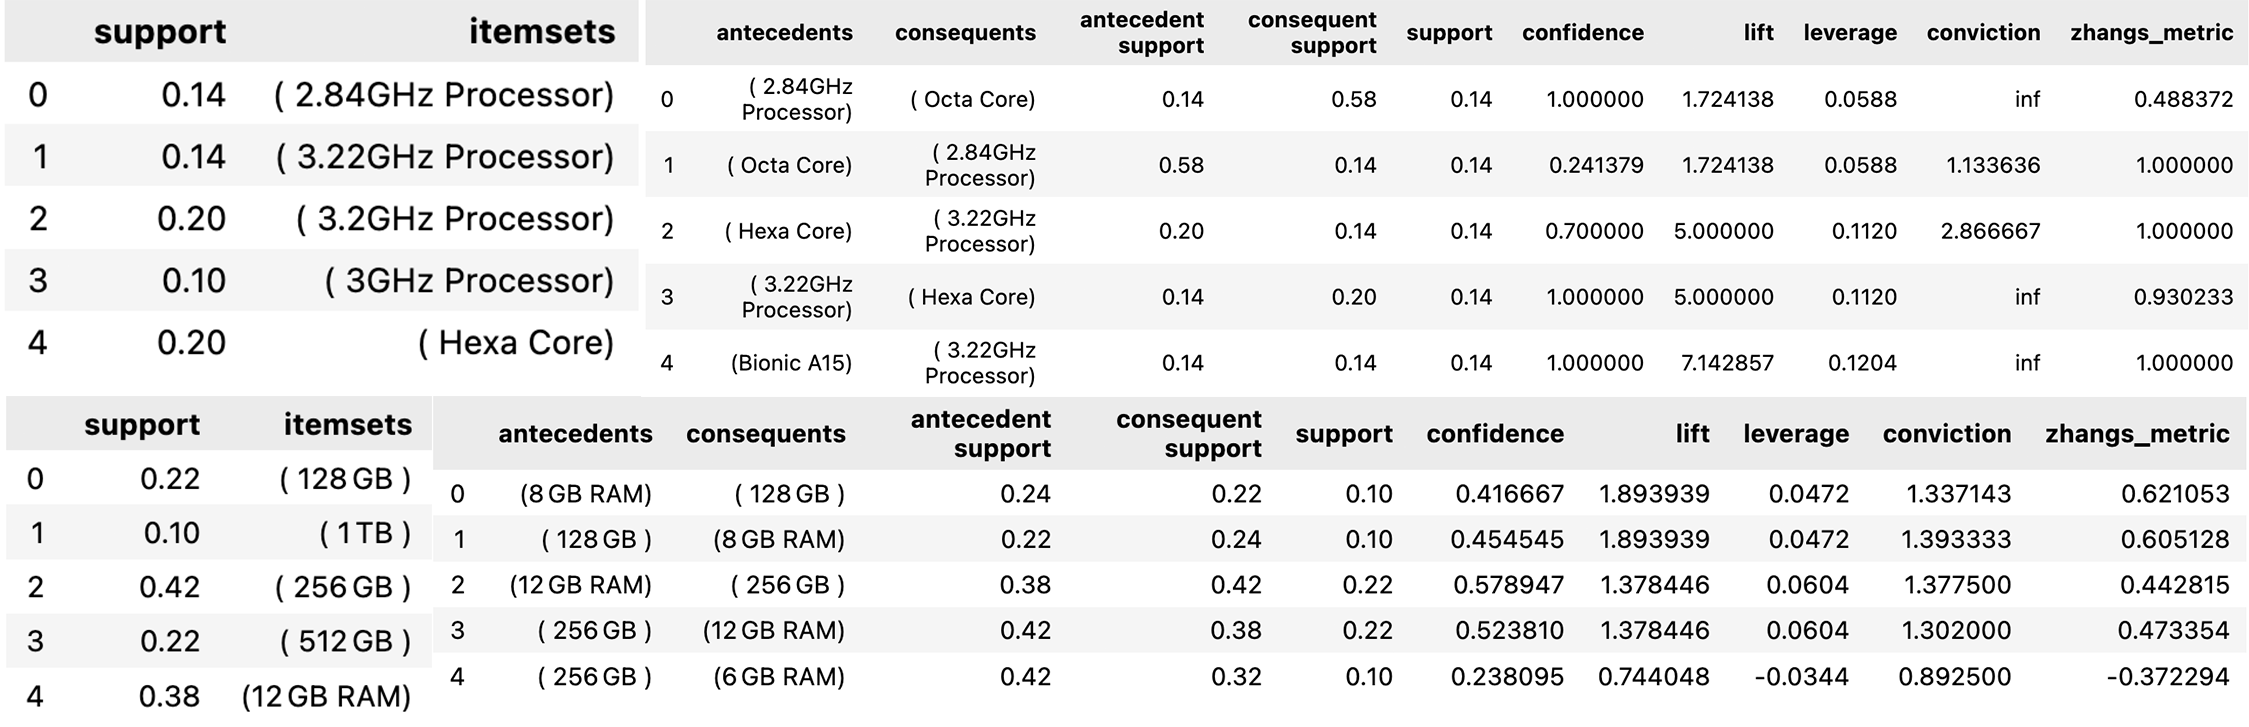 support itemsets
0 0.14 ( 2.84GHz Processor)
1 0.14 ( 3.22GHz Processor)
2 0.20 ( 3.2GHz Processor)
3 0.10 ( 3GHz Processor)
4 0.20 ( Hexa Core)
antecedent consequent
antecedents consequents support confidence lift leverage conviction zhangs_metric
support support
( 2.84GHz
0 ( Octa Core) 0.14 0.58 0.14 1.000000 1.724138 0.0588 inf 0.488372
Processor)
( 2.84GHz
1 ( Octa Core) 0.58 0.14 0.14 0.241379 1.724138 0.0588 1.133636 1.000000
Processor)
( 3.22GHz
2 ( Hexa Core) 0.20 0.14 0.14 0.700000 5.000000 0.1120 2.866667 1.000000
Processor)
( 3.22GHz
3 ( Hexa Core) 0.14 0.20 0.14 1.000000 5.000000 0.1120 inf 0.930233
Processor)
( 3.22GHz
4 (Bionic A15) 0.14 0.14 0.14 1.000000 7.142857 0.1204 inf 1.000000
Processor)
support itemsets
0 0.22 ( 128 GB )
1 0.10 ( 1 TB )
2 0.42 ( 256 GB )
3 0.22 ( 512 GB )
4 0.38 (12 GB RAM)
antecedent consequent
antecedents consequents support confidence lift leverage conviction zhangs_metric
support support
0 (8 GB RAM) ( 128 GB ) 0.24 0.22 0.10 0.416667 1.893939 0.0472 1.337143 0.621053
1 ( 128 GB ) (8 GB RAM) 0.22 0.24 0.10 0.454545 1.893939 0.0472 1.393333 0.605128
2 (12 GB RAM) ( 256 GB ) 0.38 0.42 0.22 0.578947 1.378446 0.0604 1.377500 0.442815
3 ( 256 GB ) (12 GB RAM) 0.42 0.38 0.22 0.523810 1.378446 0.0604 1.302000 0.473354
4 ( 256 GB ) (6 GB RAM) 0.42 0.32 0.10 0.238095 0.744048 -0.0344 0.892500 -0.372294